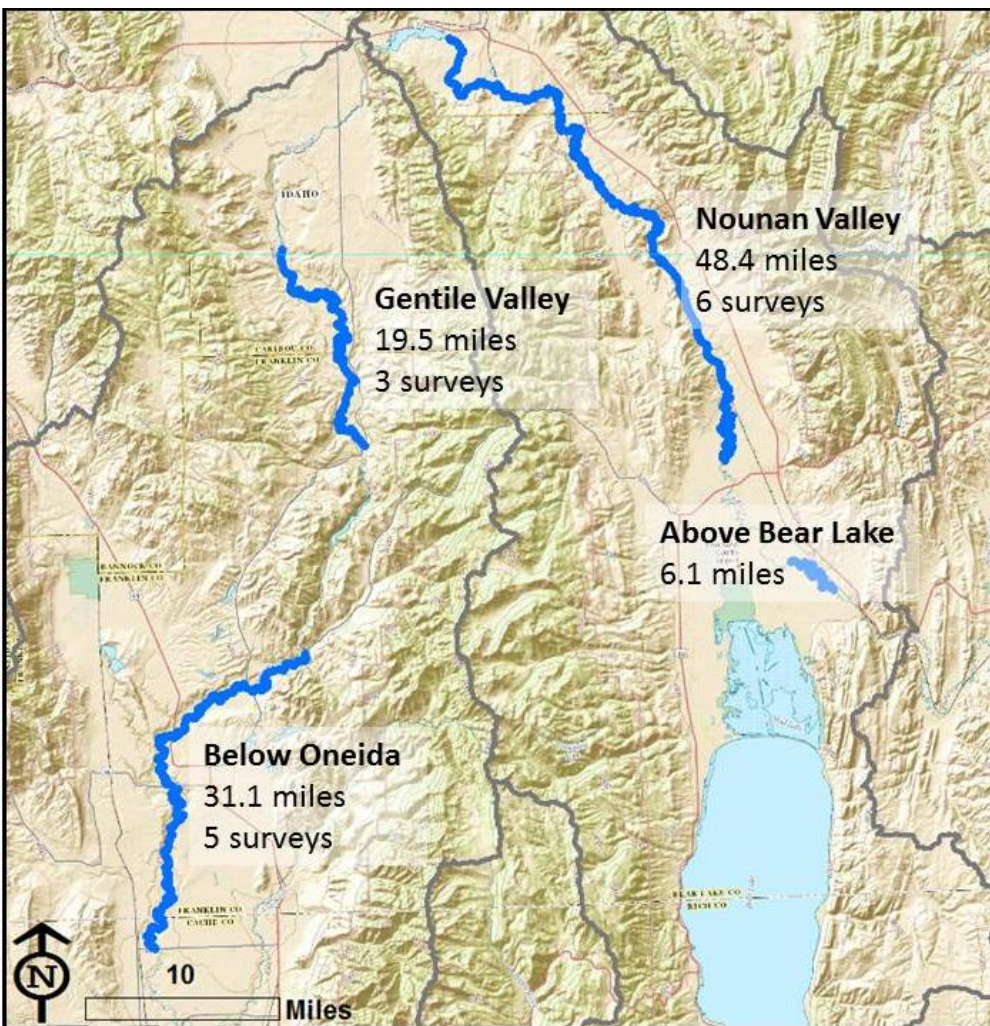 IDAHO
Nounan Valley
48.4 miles
6 surveys
Gentile Valley
19.5 miles
3 surveys
CARIBOU CO
FRANKLIN CO
Above Bear Lake
6.1 miles
BANNOCK CO
FRANKLIN CO
Below Oneida
31.1 miles
5 surveys
BEAR LAKE CO
RICH CO
FRANKLIN CO
CACHE CO
N
10
Miles